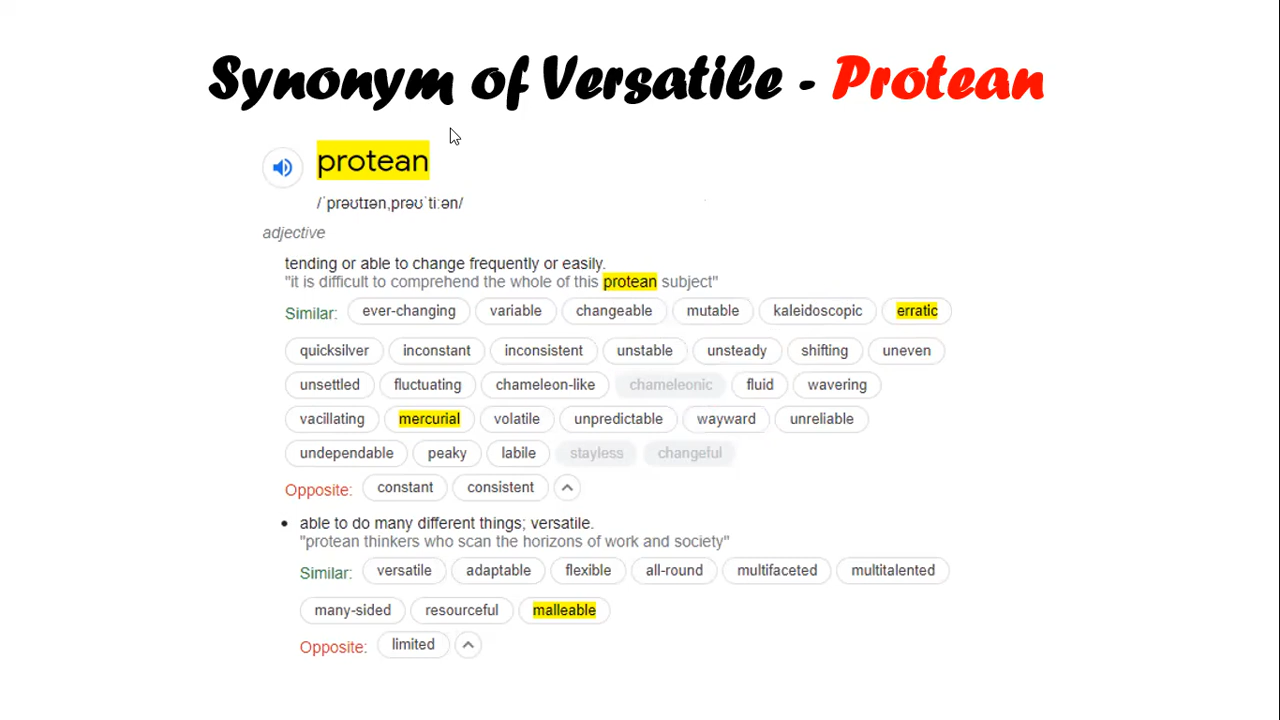 Synonym of Versatile - Protean
protean
/ˈprəʊtɪən,prəʊˈtiːən/
adjective
tending or able to change frequently or easily.
"it is difficult to comprehend the whole of this protean subject"
Similar: ever-changing variable changeable mutable kaleidoscopic erratic
quicksilver inconstant inconsistent unstable unsteady shifting uneven
unsettled fluctuating chameleon-like chameleonic fluid wavering
vacillating mercurial volatile unpredictable wayward unreliable
undependable peaky labile stayless changeful
Opposite: constant consistent
• able to do many different things; versatile.
"protean thinkers who scan the horizons of work and society"
Similar: versatile adaptable flexible all-round multifaceted multitalented
many-sided resourceful malleable
Opposite: limited